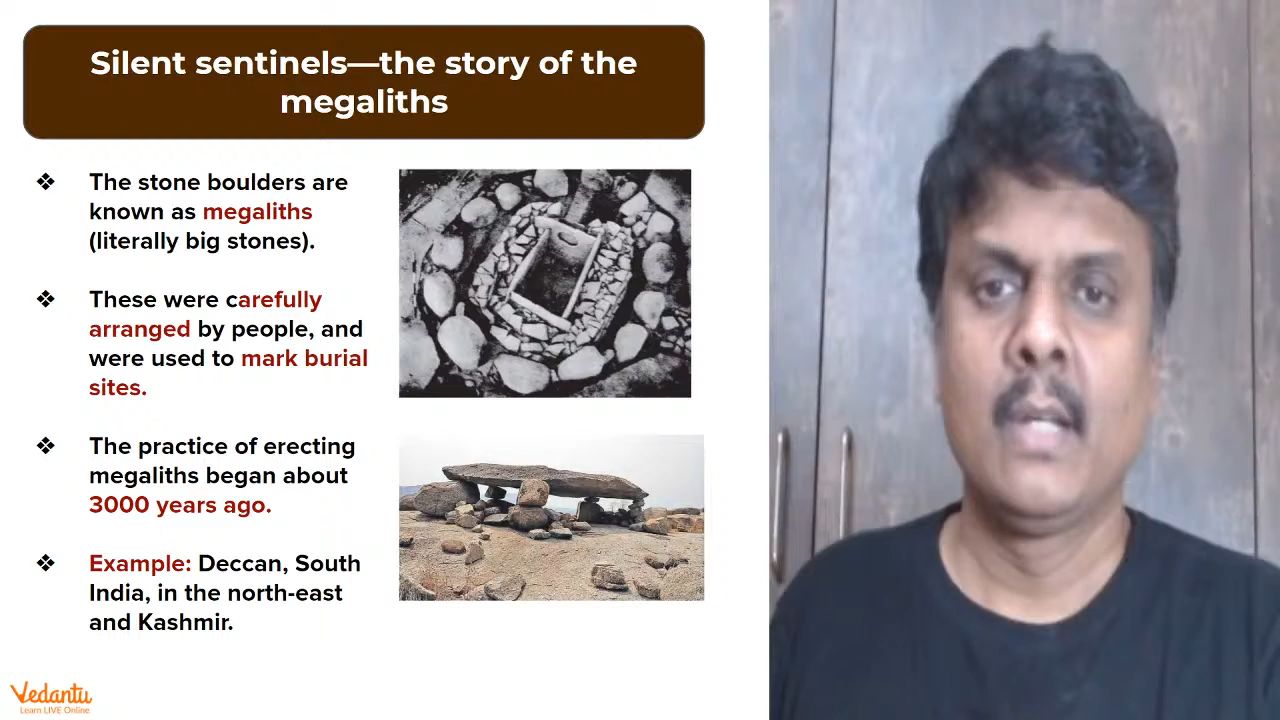 Silent sentinels—the story of the
megaliths
❖ The stone boulders are
known as megaliths
(literally big stones).
❖ These were carefully
arranged by people, and
were used to mark burial
sites.
❖ The practice of erecting
megaliths began about
3000 years ago.
❖ Example: Deccan, South
India, in the north-east
and Kashmir.
Vedantu
Learn LIVE Online